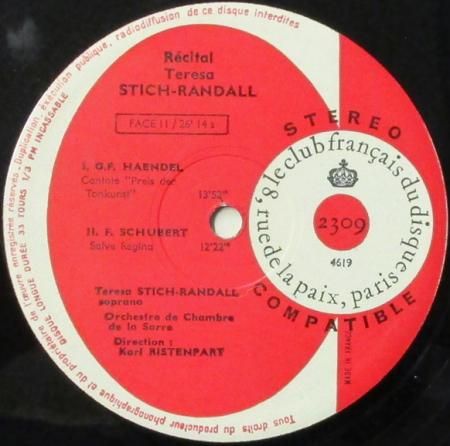 Récital
Teresa
STICH-RANDALL
FACE 11 / 26' 14 s
I. G.F. HAENDEL
Cantate "Preis der
Tonkunst" 13'52"
II. F. SCHUBERT
Salve Regina 12'22"
Teresa STICH-RANDALL
soprano
Orchestre de Chambre
de la Sarre
Direction :
Karl RISTENPART
STEREO
le club français du disque
8, rue de la paix, paris
2309
4619
COMPATIBLE
MADE IN FRANCE
Tous droits du producteur phonographique et du propriétaire de l'œuvre enregistrée réservés - Duplication, exécution publique, radiodiffusion de ce disque interdites
DISQUE LONGUE DURÉE 33 TOURS 1/3 PM INCASSABLE